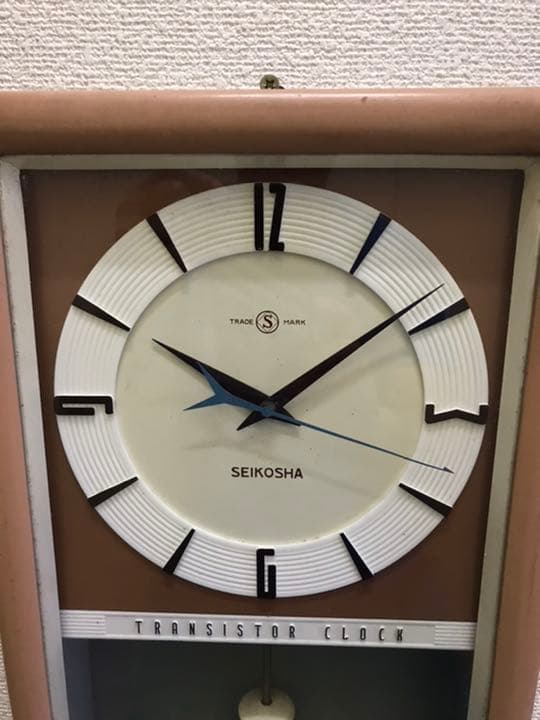 12
TRADE S MARK
9
3
SEIKOSHA
6
TRANSISTOR CLOCK